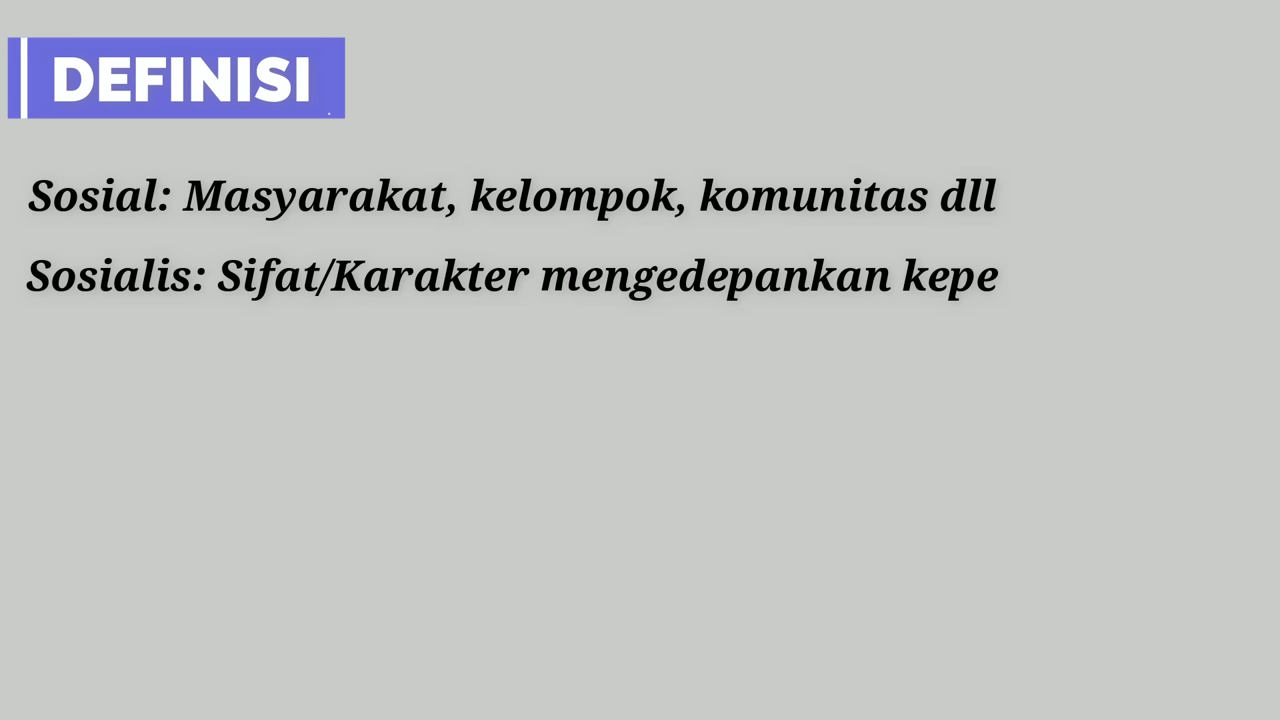 DEFINISI
Sosial: Masyarakat, kelompok, komunitas dll
Sosialis: Sifat/Karakter mengedepankan kepe